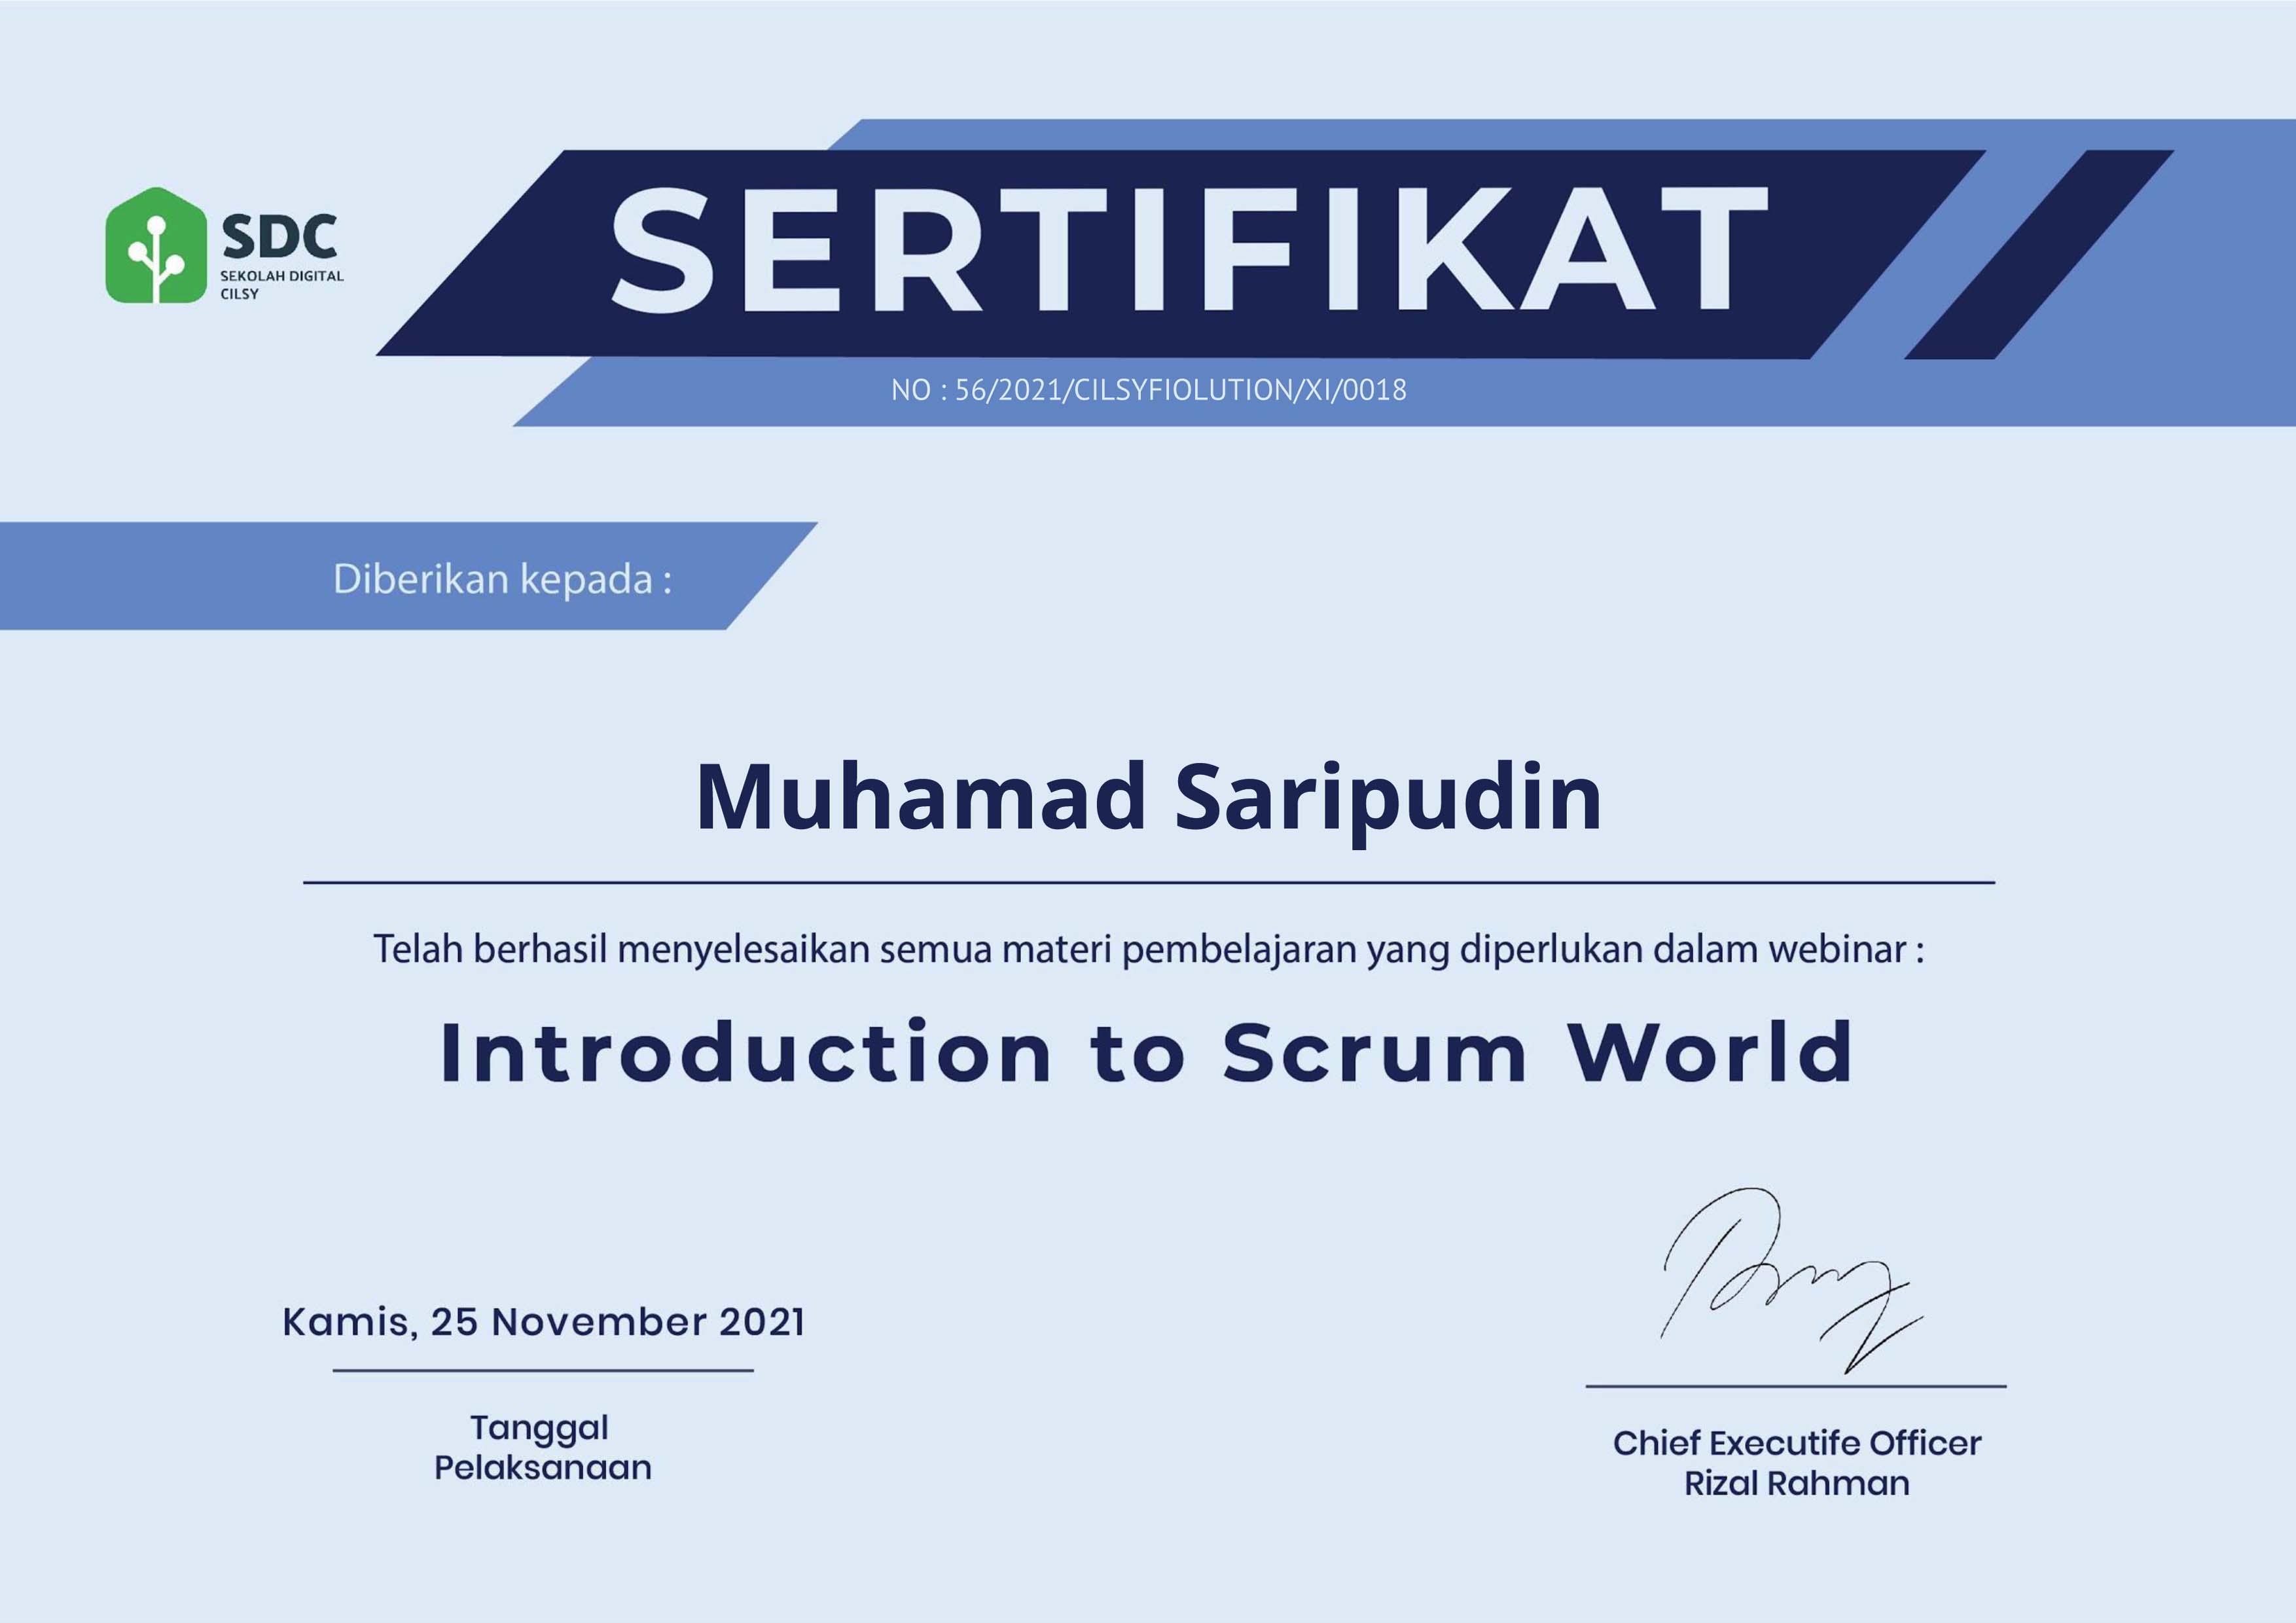 SDC
SEKOLAH DIGITAL
CILSY
SERTIFIKAT
NO : 56/2021/CILSYFIOLUTION/XI/0018
Diberikan kepada :
Muhamad Saripudin
Telah berhasil menyelesaikan semua materi pembelajaran yang diperlukan dalam webinar :
Introduction to Scrum World
Kamis, 25 November 2021
Tanggal
Pelaksanaan
Chief Executife Officer
Rizal Rahman